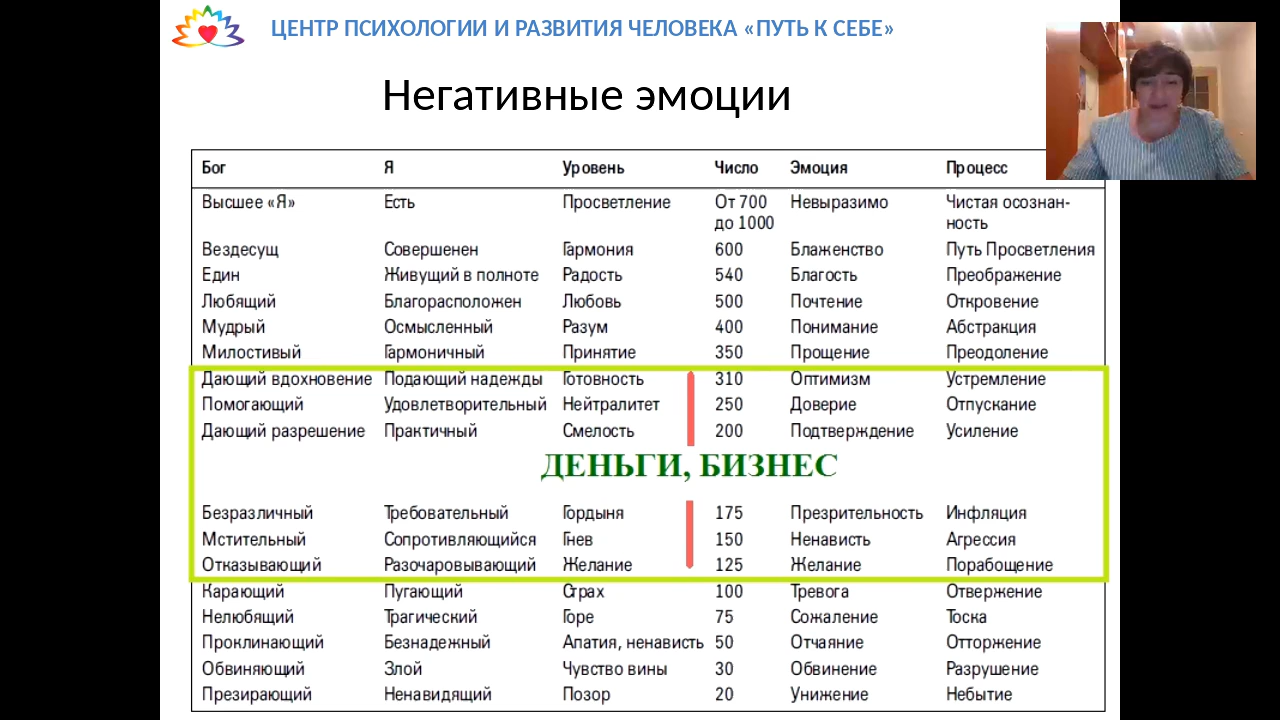 ЦЕНТР ПСИХОЛОГИИ И РАЗВИТИЯ ЧЕЛОВЕКА «ПУТЬ К СЕБЕ»
Негативные эмоции
Бог Я Уровень Число Эмоция Процесс
Высшее «Я» Есть Просветление От 700 Невыразимо Чистая осознан-
до 1000 ность
Вездесущ Совершенен Гармония 600 Блаженство Путь Просветления
Един Живущий в полноте Радость 540 Благость Преображение
Любящий Благорасположен Любовь 500 Почтение Откровение
Мудрый Осмысленный Разум 400 Понимание Абстракция
Милостивый Гармоничный Принятие 350 Прощение Преодоление
Дающий вдохновение Подающий надежды Готовность 310 Оптимизм Устремление
Помогающий Удовлетворительный Нейтралитет 250 Доверие Отпускание
Дающий разрешение Практичный Смелость 200 Подтверждение Усиление
ДЕНЬГИ, БИЗНЕС
Безразличный Требовательный Гордыня 175 Презрительность Инфляция
Мстительный Сопротивляющийся Гнев 150 Ненависть Агрессия
Отказывающий Разочаровывающий Желание 125 Желание Порабощение
Карающий Пугающий Страх 100 Тревога Отвержение
Нелюбящий Трагический Горе 75 Сожаление Тоска
Проклинающий Безнадежный Апатия, ненависть 50 Отчаяние Отторжение
Обвиняющий Злой Чувство вины 30 Обвинение Разрушение
Презирающий Ненавидящий Позор 20 Унижение Небытие